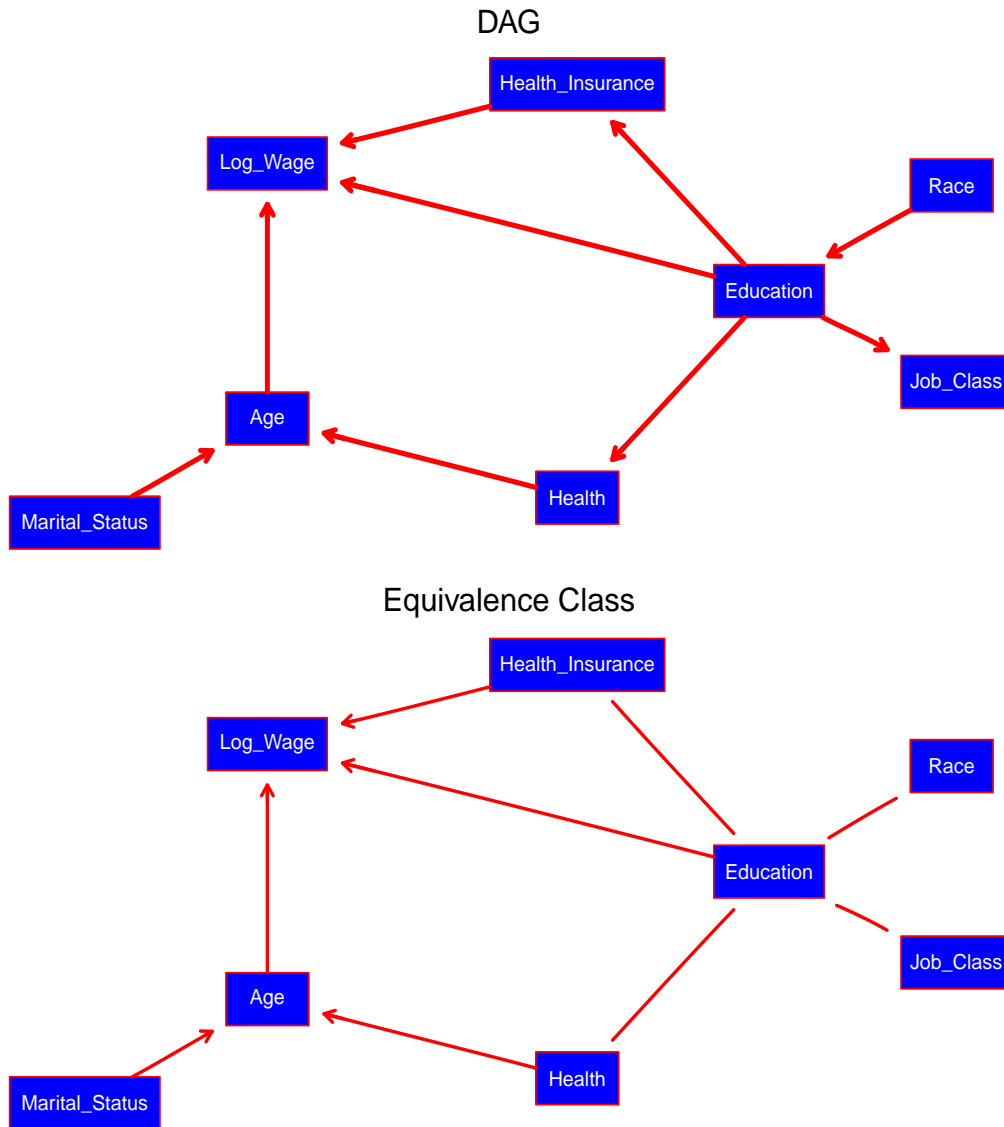 DAG
Health_Insurance
Log_Wage
Race
Education
Job_Class
Age
Health
Marital_Status
Equivalence Class
Health_Insurance
Log_Wage
Race
Education
Job_Class
Age
Health
Marital_Status